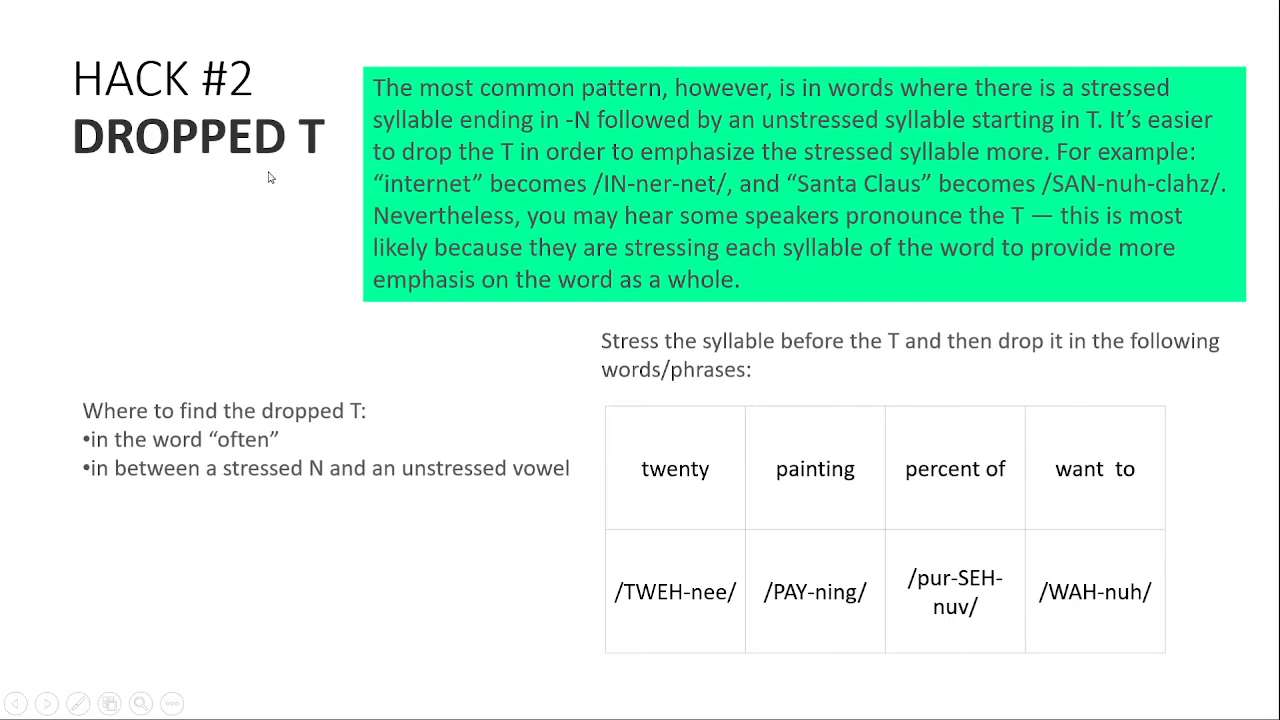 HACK #2
DROPPED T
The most common pattern, however, is in words where there is a stressed
syllable ending in -N followed by an unstressed syllable starting in T. It’s easier
to drop the T in order to emphasize the stressed syllable more. For example:
“internet” becomes /IN-ner-net/, and “Santa Claus” becomes /SAN-nuh-clahz/.
Nevertheless, you may hear some speakers pronounce the T — this is most
likely because they are stressing each syllable of the word to provide more
emphasis on the word as a whole.
Stress the syllable before the T and then drop it in the following
words/phrases:
Where to find the dropped T:
•in the word “often”
•in between a stressed N and an unstressed vowel
twenty painting percent of want to
/TWEH-nee/ /PAY-ning/ /pur-SEH-
nuv/ /WAH-nuh/